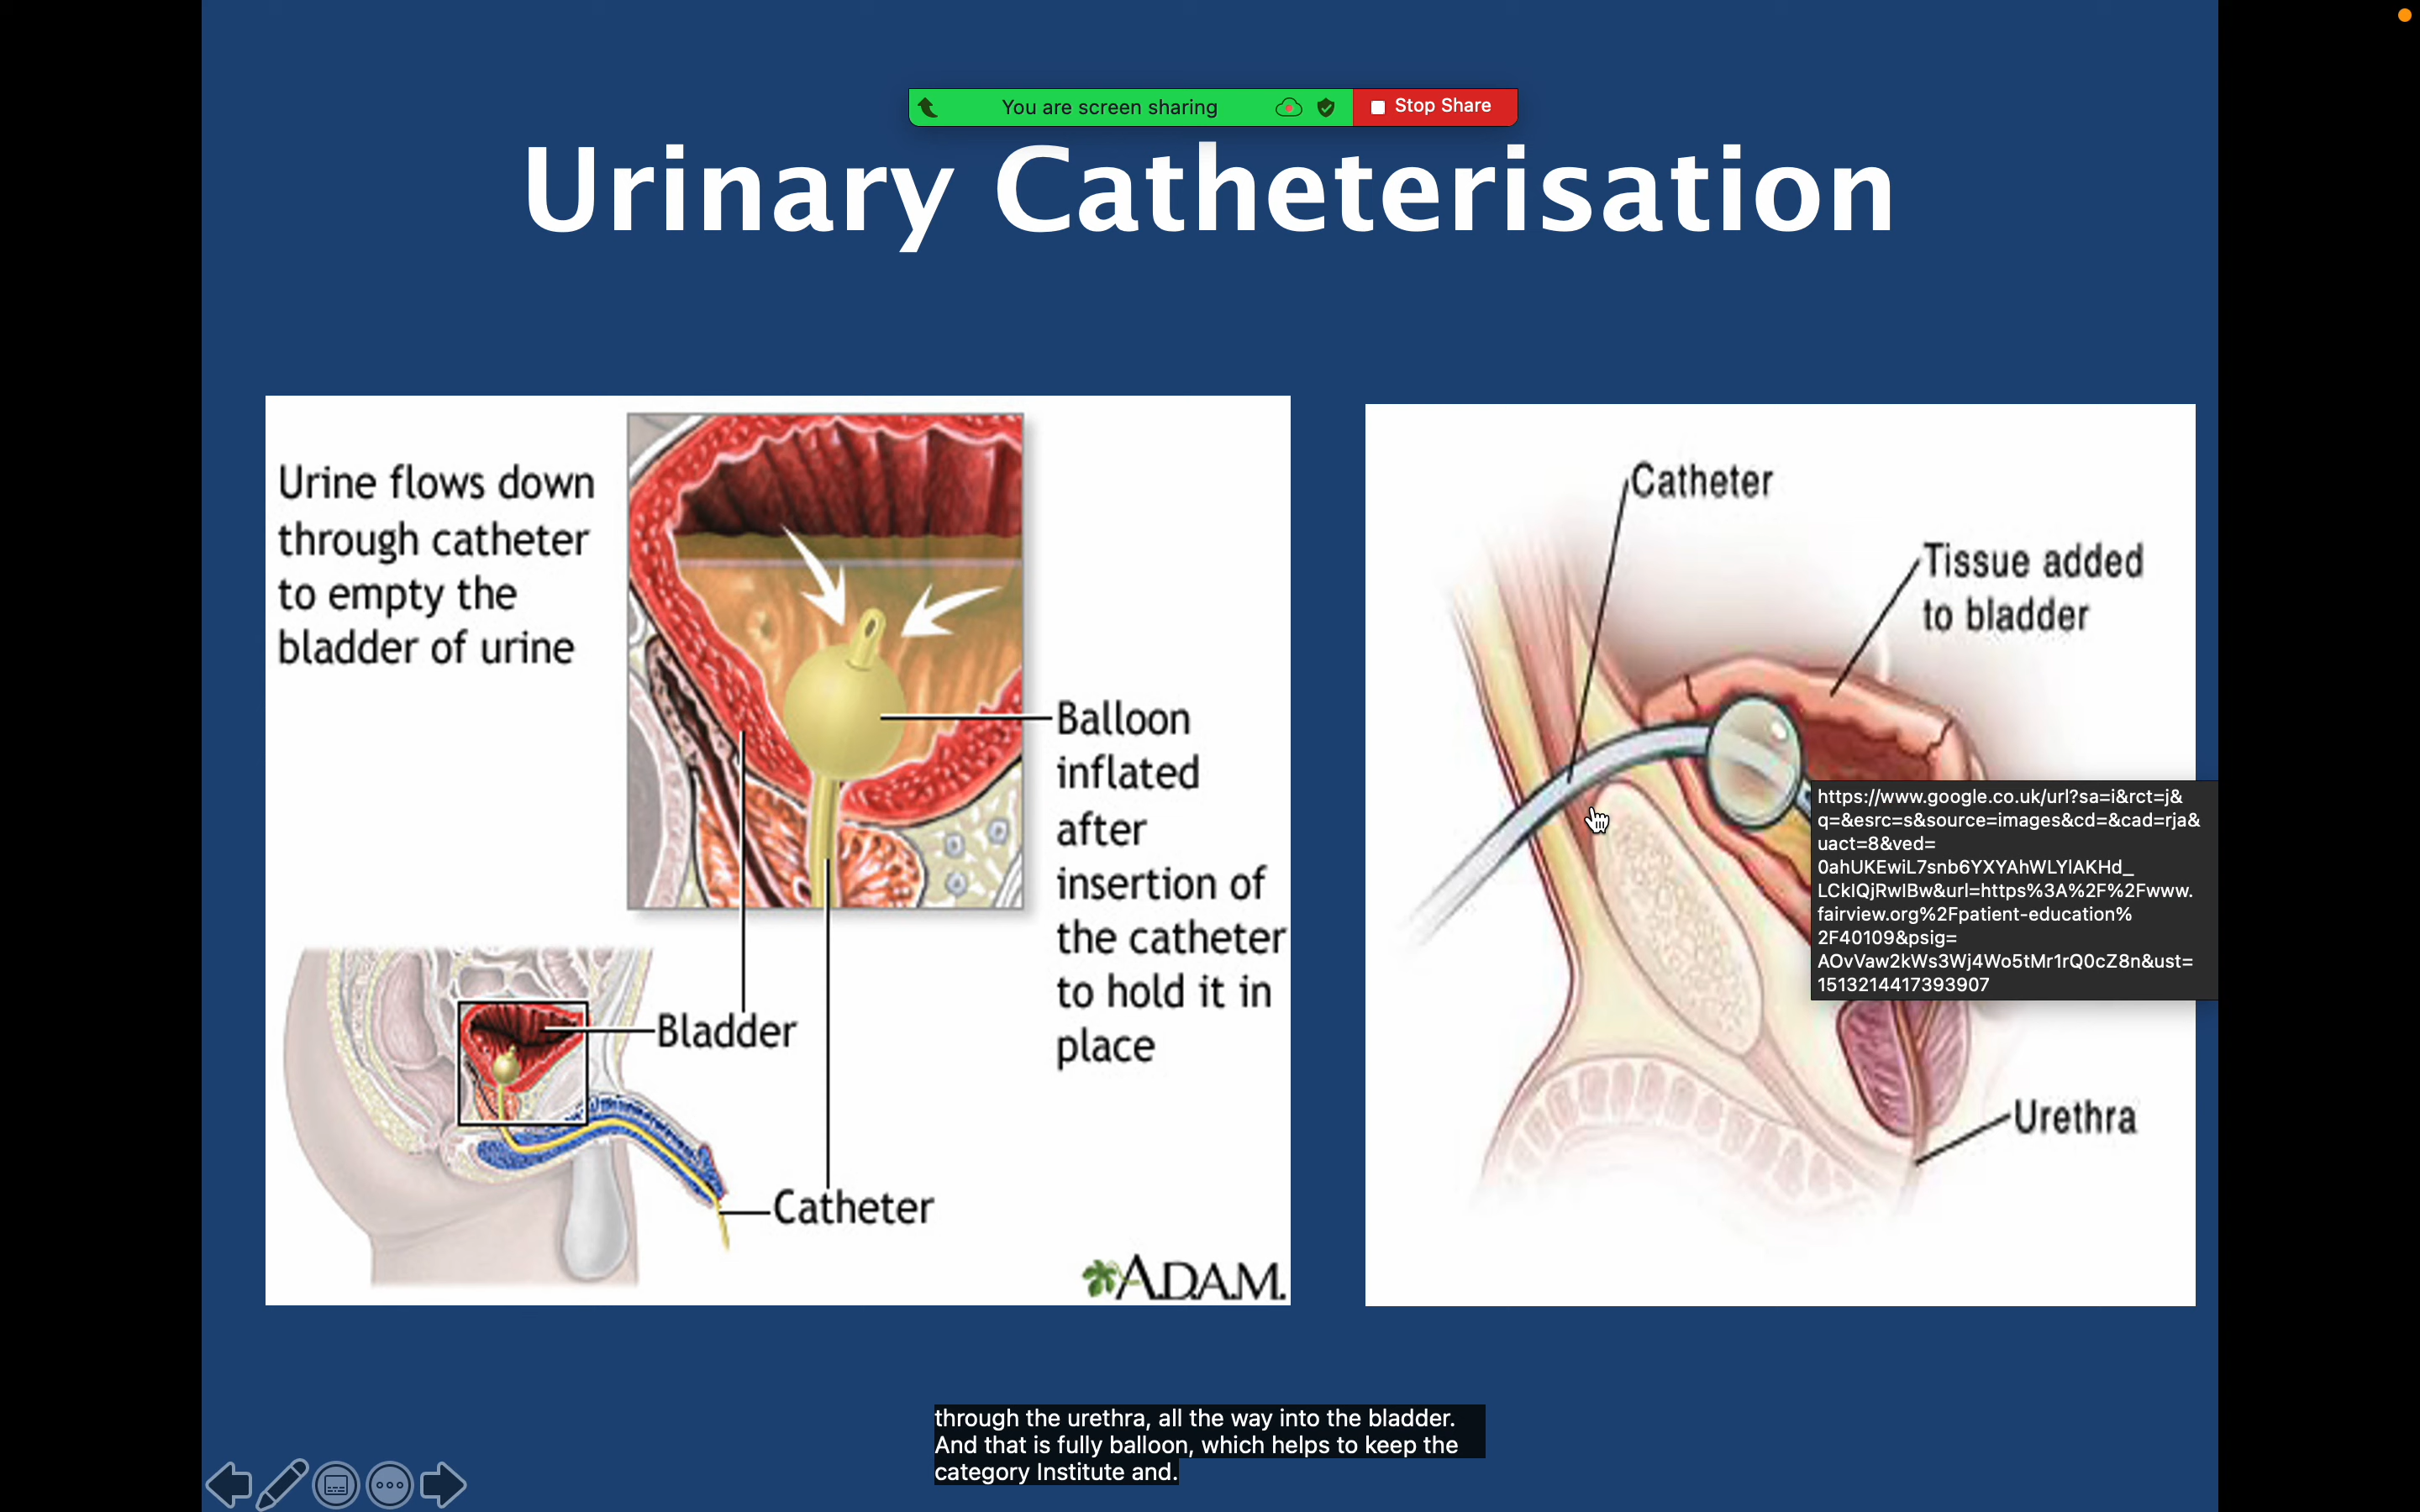 You are screen sharing
Stop Share
Urinary Catheterisation
Urine flows down
through catheter
to empty the
bladder of urine
Balloon
inflated
after
insertion of
the catheter
to hold it in
place
Bladder
Catheter
A.D.A.M.
Catheter
Tissue added
to bladder
https://www.google.co.uk/url?sa=i&rct=j&
q=&esrc=s&source=images&cd=&cad=rja&
uact=8&ved=
0ahUKEwiL7snb6YXYAhWLYlAKHd_
LCkIQjRwIBw&url=https%3A%2F%2Fwww.
fairview.org%2Fpatient-education%
2F40109&psig=
AOvVaw2kWs3Wj4Wo5tMr1rQ0cZ8n&ust=
1513214417393907
Urethra
through the urethra, all the way into the bladder.
And that is fully balloon, which helps to keep the
category Institute and.